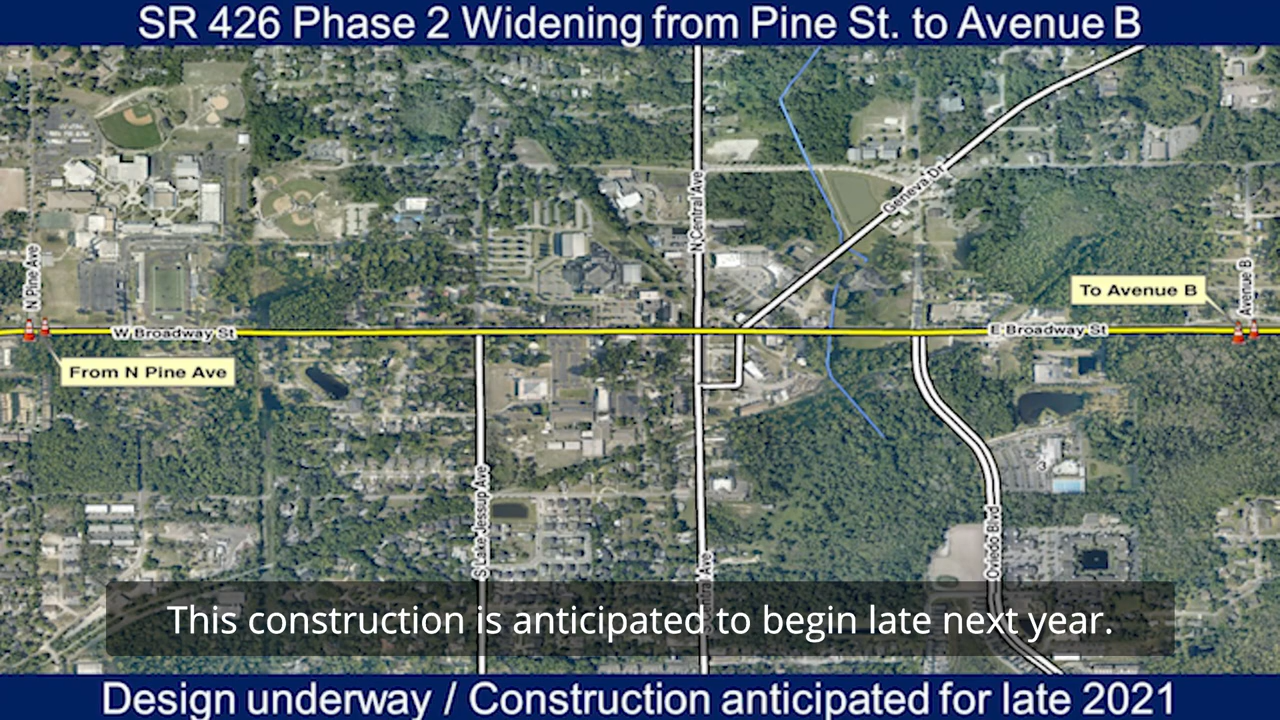 SR 426 Phase 2 Widening from Pine St. to Avenue B
N Central Ave
Geneva Dr
N Pine Ave
Avenue B
To Avenue B
W Broadway St
E Broadway St
From N Pine Ave
3
S Lake Jessup Ave
Oviedo Blvd
Ave
This construction is anticipated to begin late next year.
Design underway / Construction anticipated for late 2021